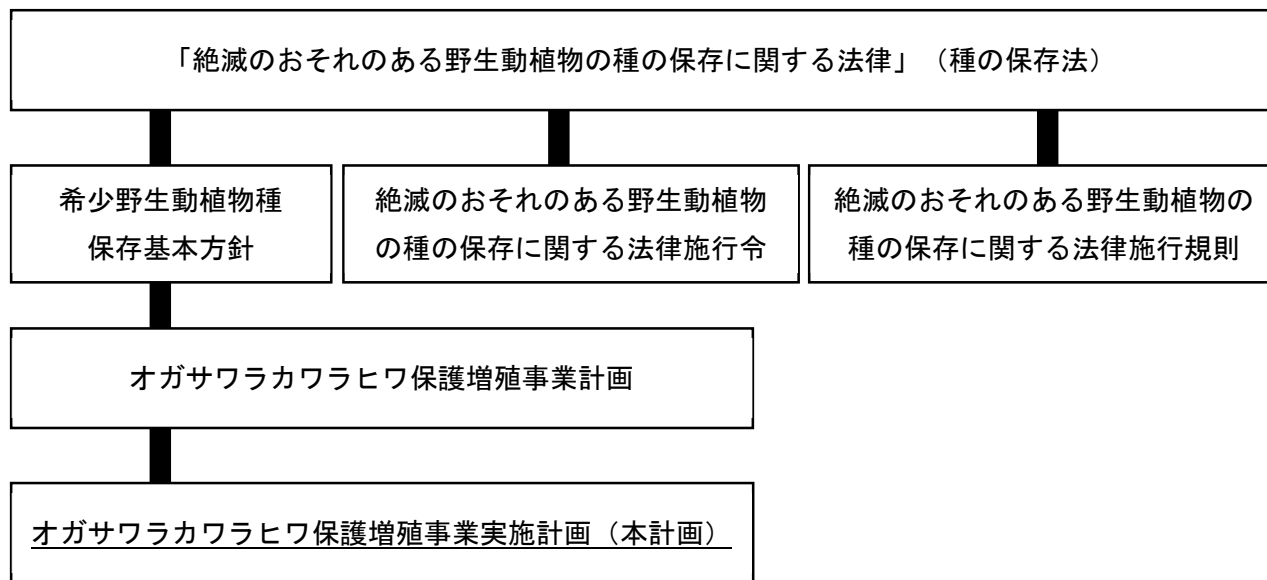 「絶滅のおそれのある野生動植物の種の保存に関する法律」（種の保存法）
希少野生動植物種
保存基本方針
絶滅のおそれのある野生動植物
の種の保存に関する法律施行令
絶滅のおそれのある野生動植物の
種の保存に関する法律施行規則
オガサワラカワラヒワ保護増殖事業計画
オガサワラカワラヒワ保護増殖事業実施計画（本計画）